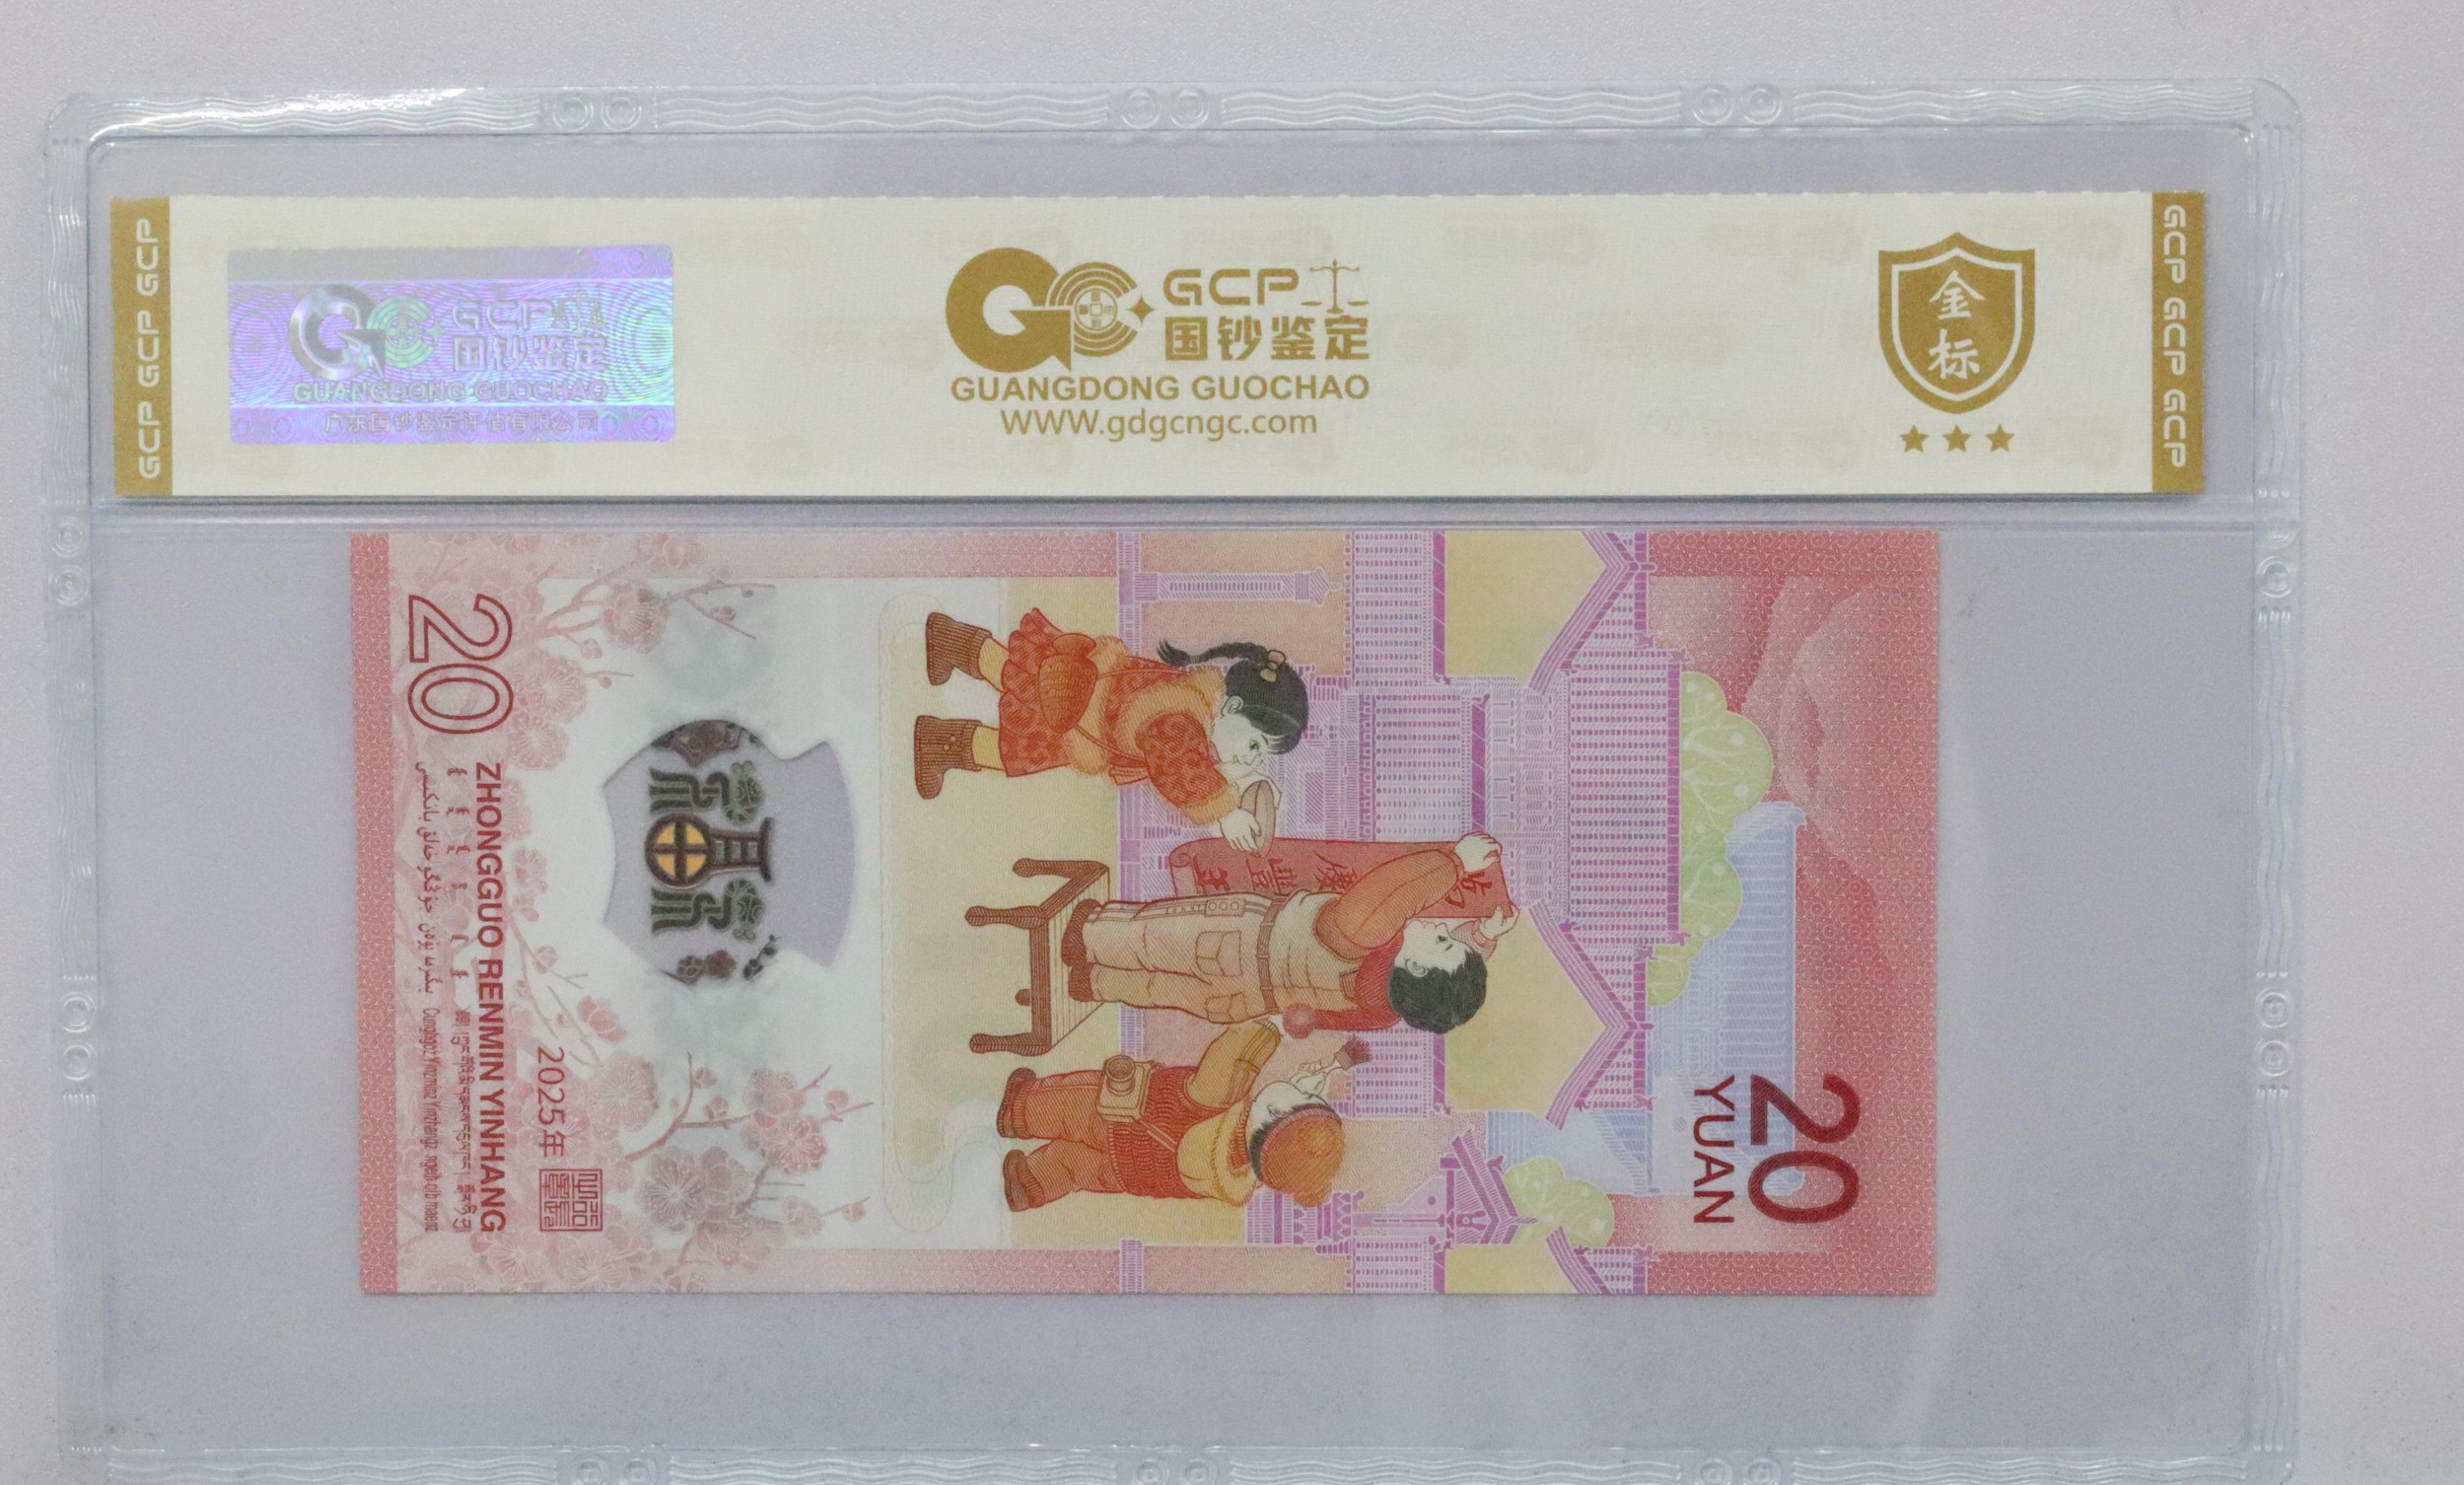 GCP GCP GCP
GCP 国钞鉴定
GUANGDONG GUOCHAO
广东国钞鉴定评估有限公司
GCP
国钞鉴定
GUANGDONG GUOCHAO
WWW.gdgcngc.com
金标
GCP GCP GCP
20
YUAN
20
ZHONGGUO RENMIN YINHANG
2025年